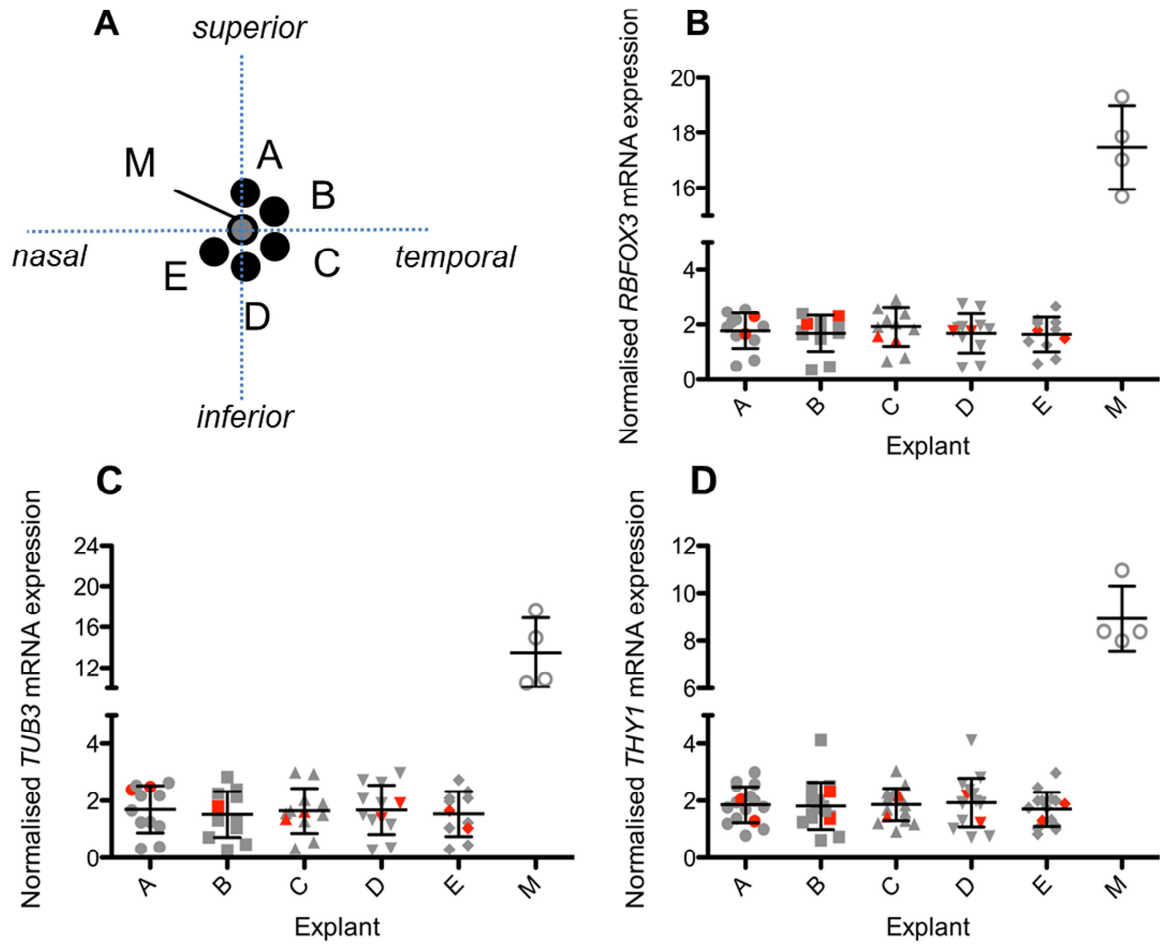 A
superior
M
A
B
nasal
temporal
E
C
D
inferior
B
Normalised RBFOX3 mRNA expression
20
18
16
4
2
0
A B C D E M
Explant
C
Normalised TUB3 mRNA expression
24
20
16
12
4
2
0
A B C D E M
Explant
D
Normalised THY1 mRNA expression
12
10
8
6
4
2
0
A B C D E M
Explant